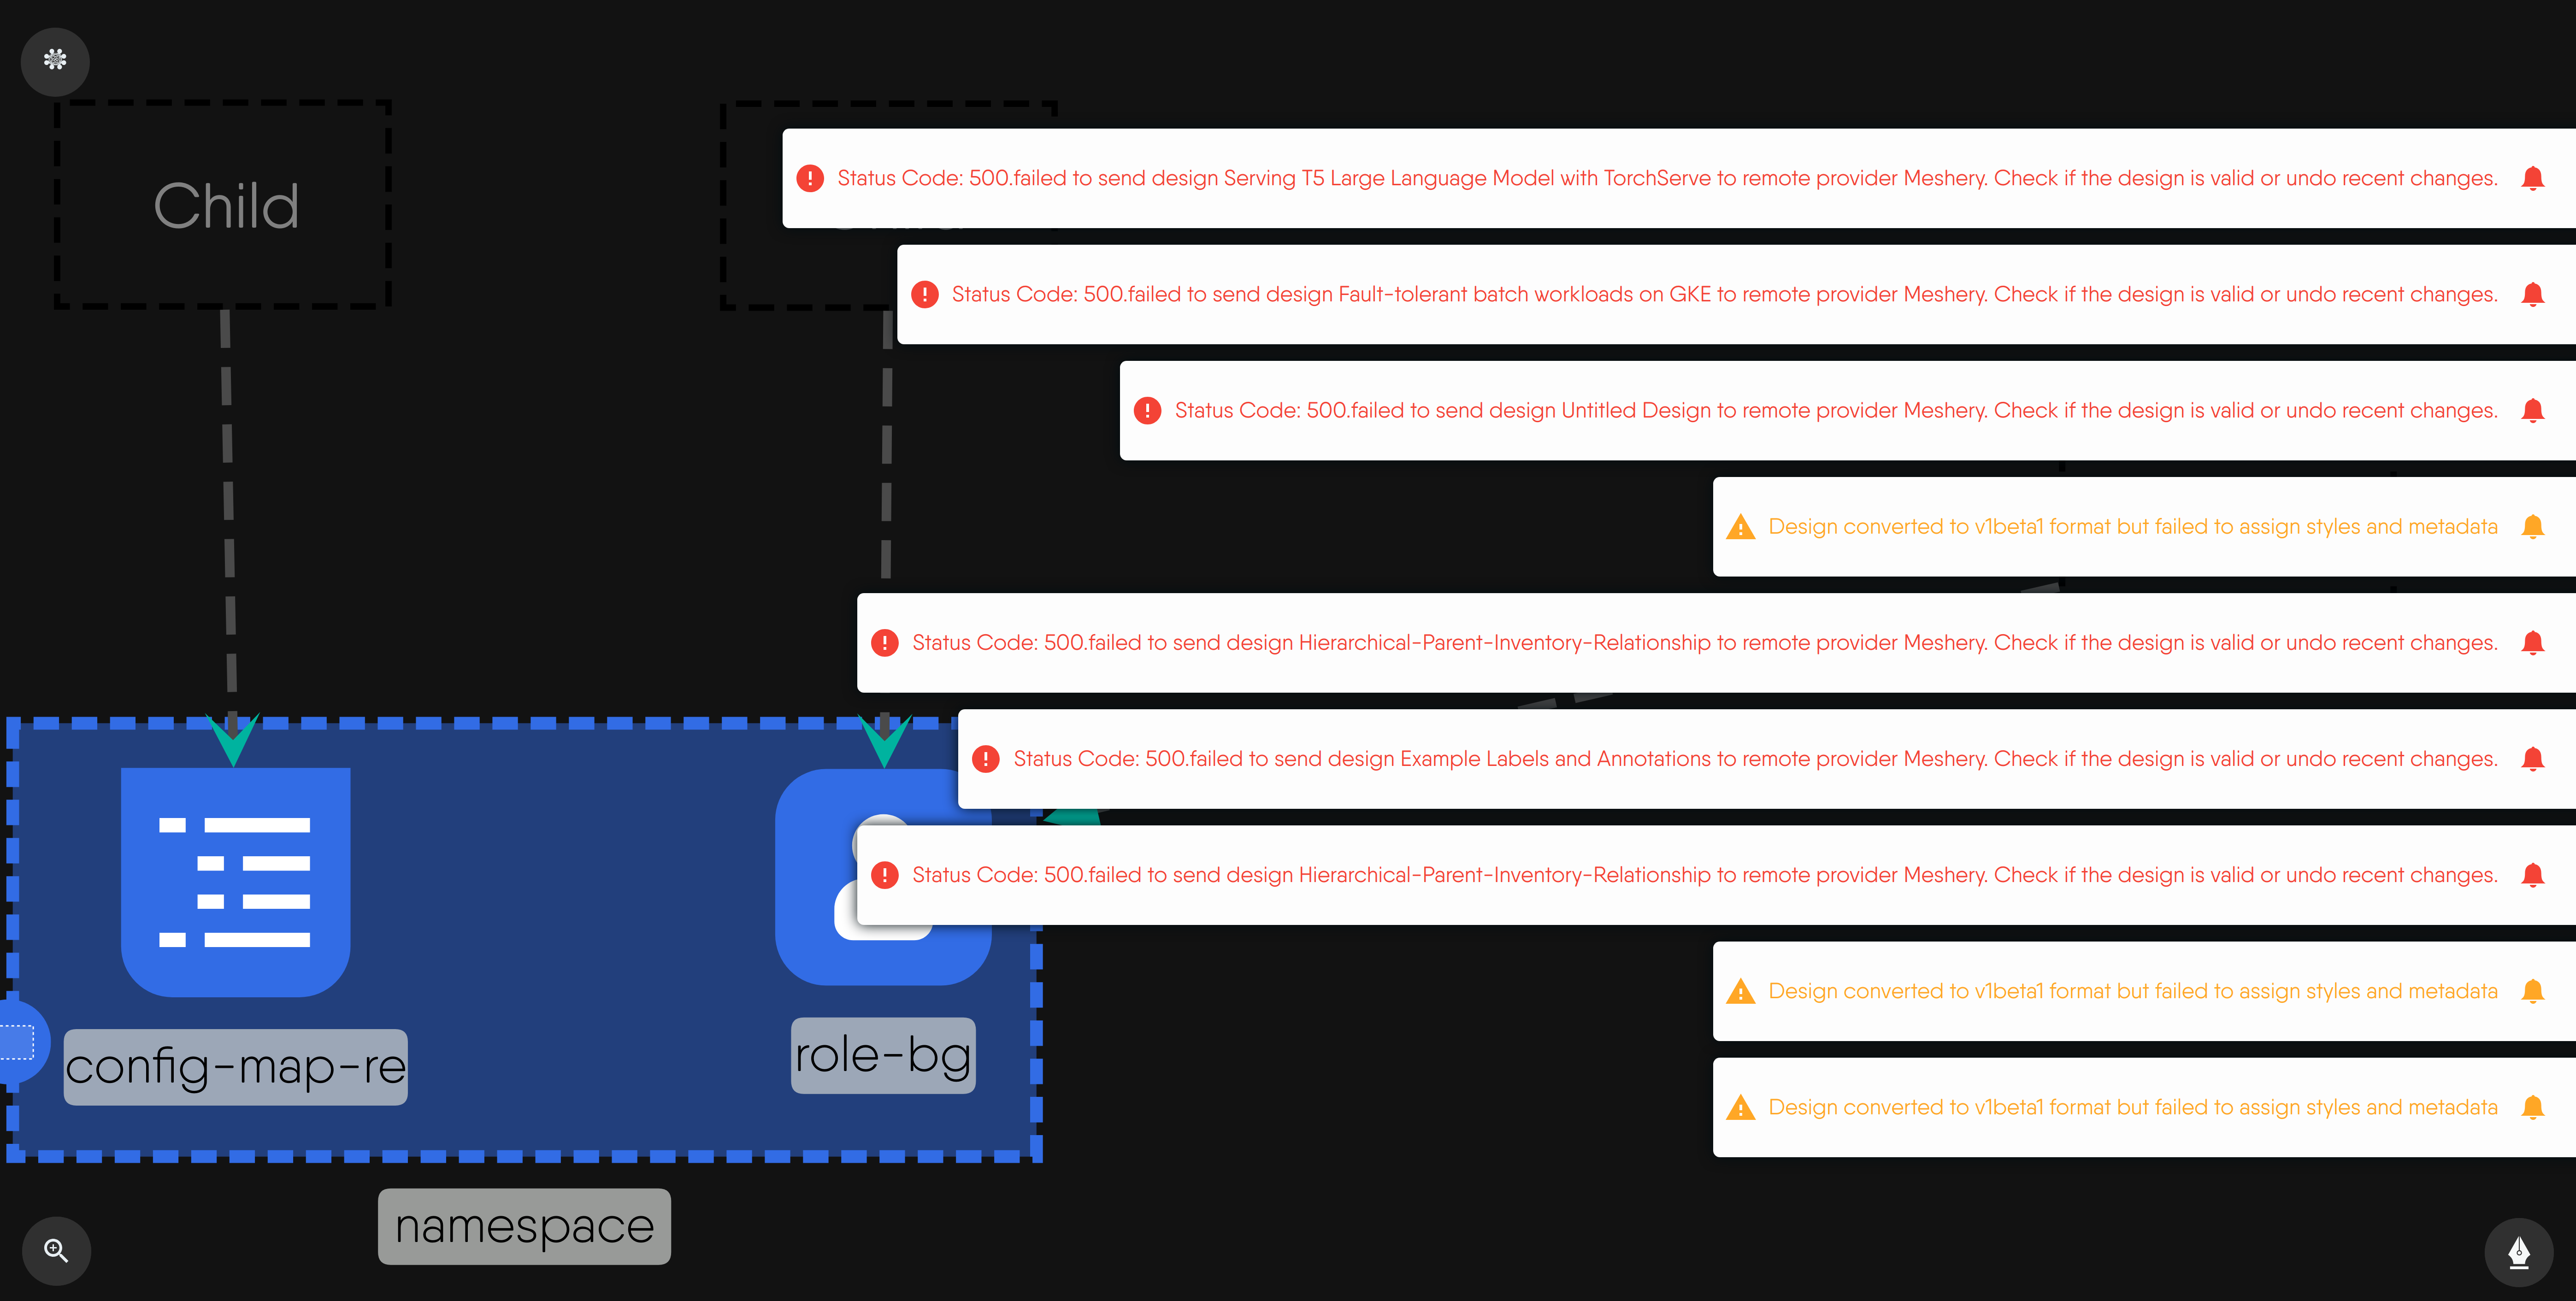 Child
Status Code: 500.failed to send design Serving T5 Large Language Model with TorchServe to remote provider Meshery. Check if the design is valid or undo recent changes.
Status Code: 500.failed to send design Fault-tolerant batch workloads on GKE to remote provider Meshery. Check if the design is valid or undo recent changes.
Status Code: 500.failed to send design Untitled Design to remote provider Meshery. Check if the design is valid or undo recent changes.
Design converted to v1beta1 format but failed to assign styles and metadata
Status Code: 500.failed to send design Hierarchical-Parent-Inventory-Relationship to remote provider Meshery. Check if the design is valid or undo recent changes.
Status Code: 500.failed to send design Example Labels and Annotations to remote provider Meshery. Check if the design is valid or undo recent changes.
Status Code: 500.failed to send design Hierarchical-Parent-Inventory-Relationship to remote provider Meshery. Check if the design is valid or undo recent changes.
Design converted to v1beta1 format but failed to assign styles and metadata
Design converted to v1beta1 format but failed to assign styles and metadata
config-map-re
role-bg
namespace